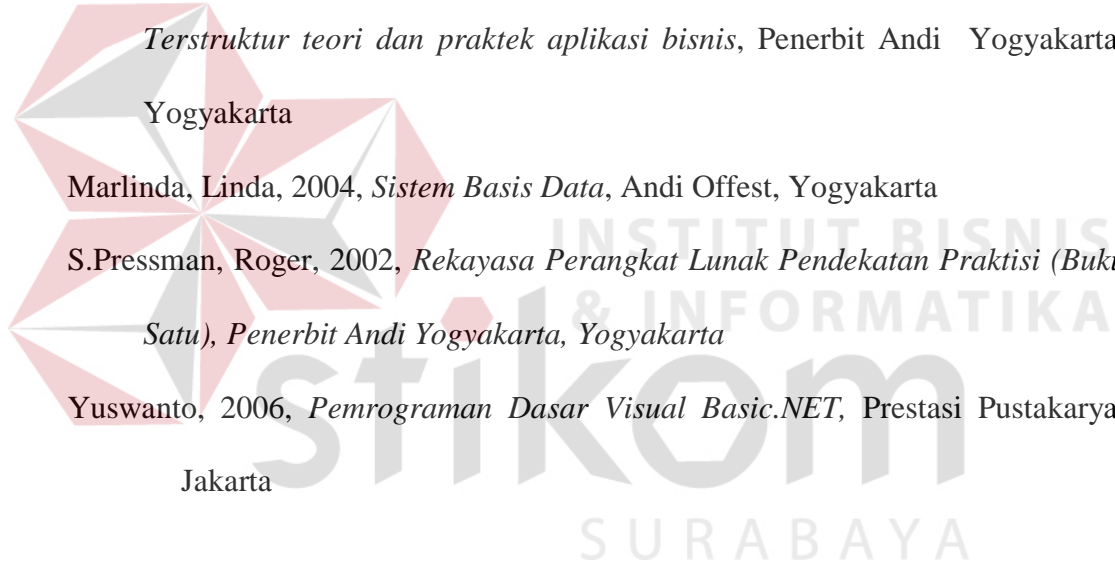 Terstruktur teori dan praktek aplikasi bisnis, Penerbit Andi Yogyakarta
Yogyakarta
Marlinda, Linda, 2004, Sistem Basis Data, Andi Offest, Yogyakarta
INSTITUT BISNIS
S.Pressman, Roger, 2002, Rekayasa Perangkat Lunak Pendekatan Praktisi (Buku
& INFORMATIKA
Satu), Penerbit Andi Yogyakarta, Yogyakarta
stikom
Yuswanto, 2006, Pemrograman Dasar Visual Basic.NET, Prestasi Pustakarya
Jakarta
SURABAYA